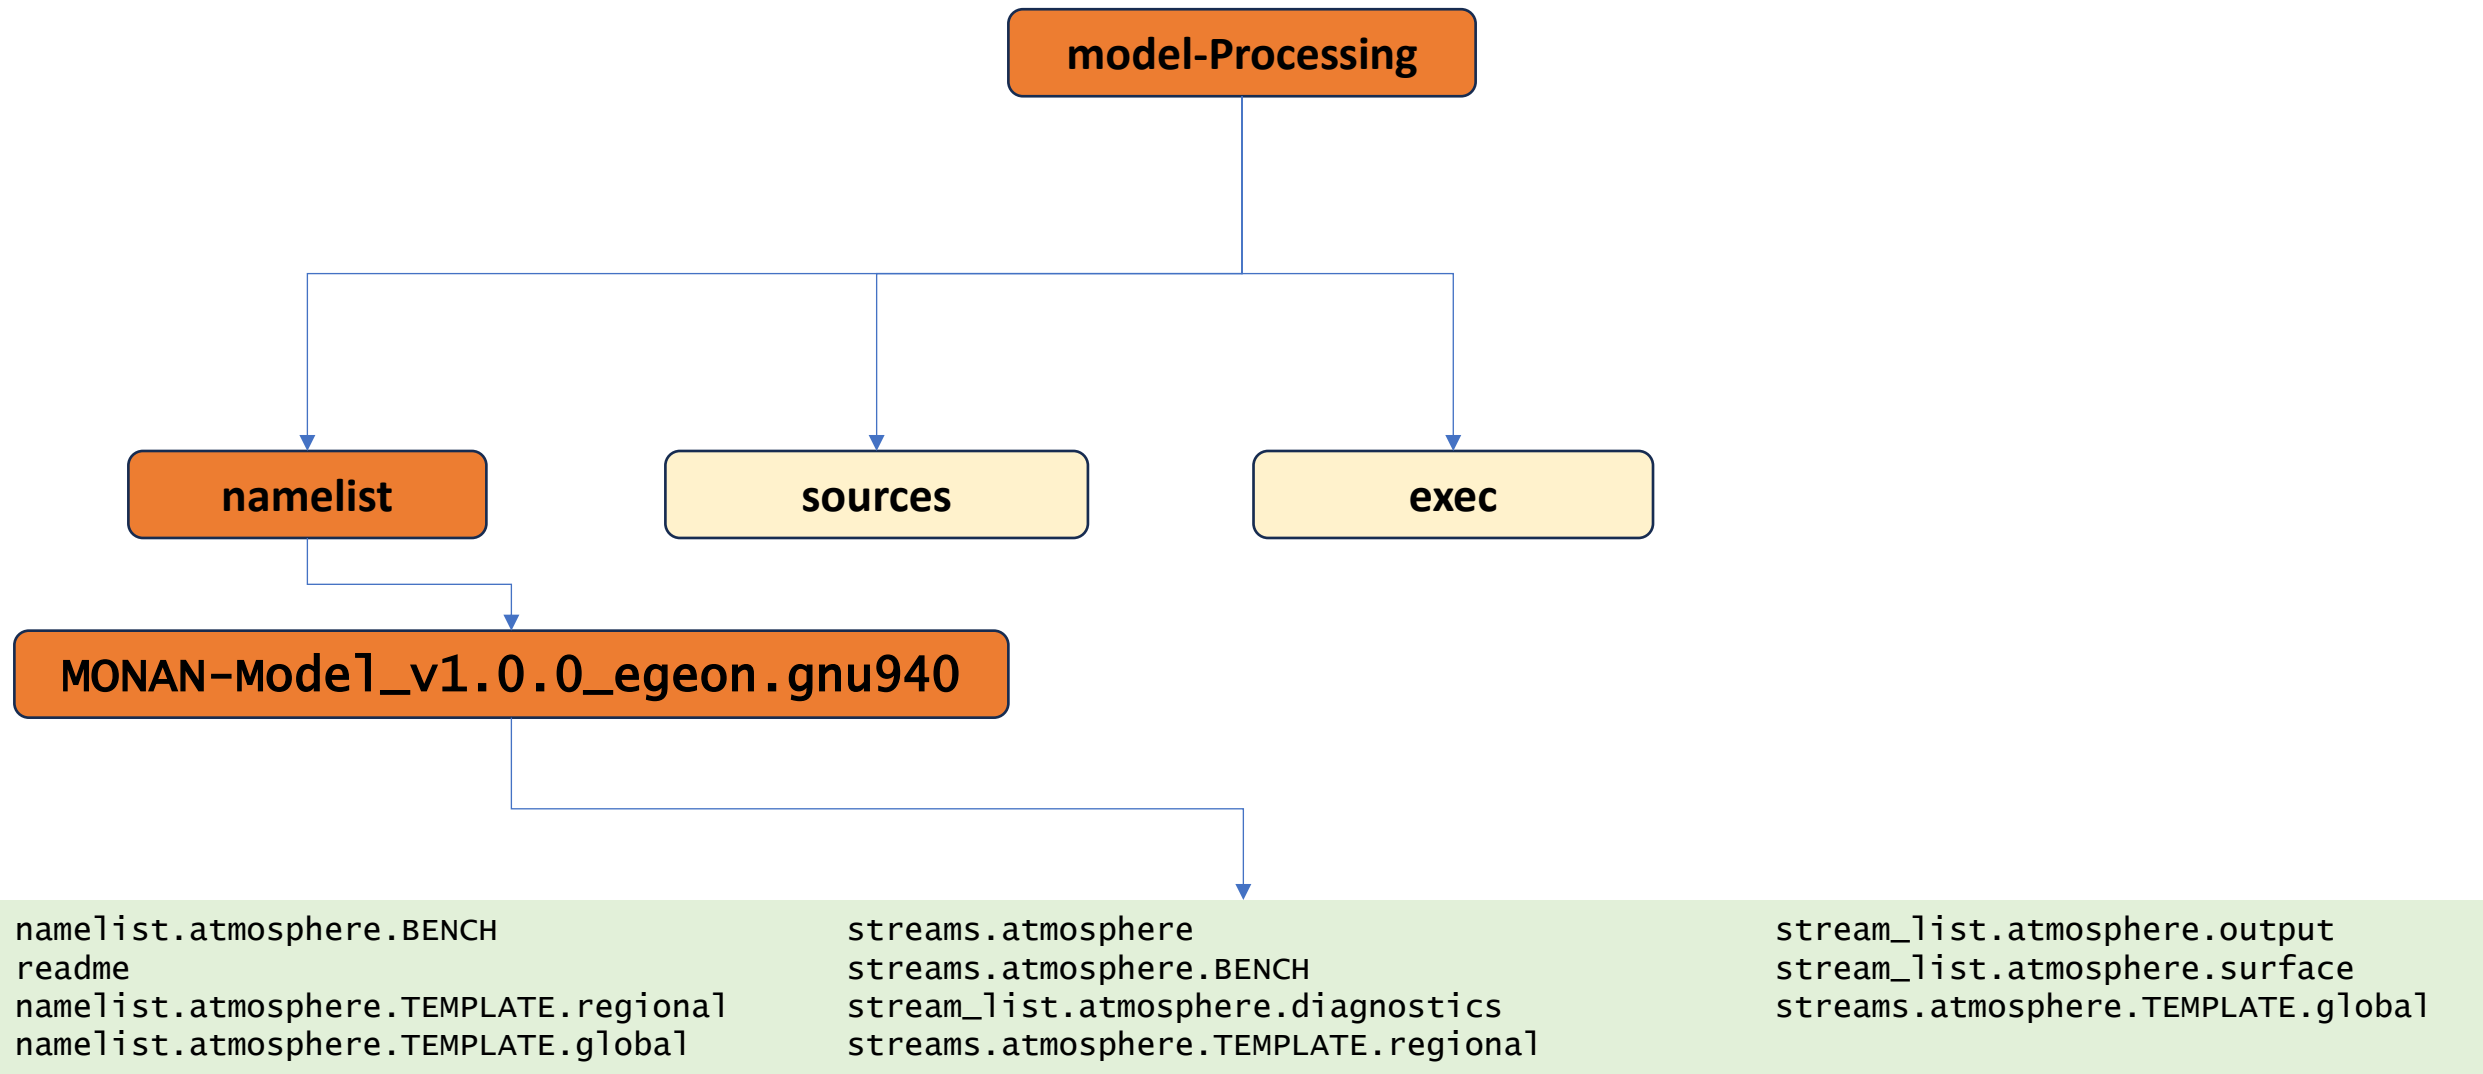 model-Processing
namelist
sources
exec
MONAN-Model_v1.0.0_egeon.gnu940
namelist.atmosphere.BENCH
readme
namelist.atmosphere.TEMPLATE.regional
namelist.atmosphere.TEMPLATE.global
streams.atmosphere
streams.atmosphere.BENCH
stream_list.atmosphere.diagnostics
streams.atmosphere.TEMPLATE.regional
stream_list.atmosphere.output
stream_list.atmosphere.surface
streams.atmosphere.TEMPLATE.global